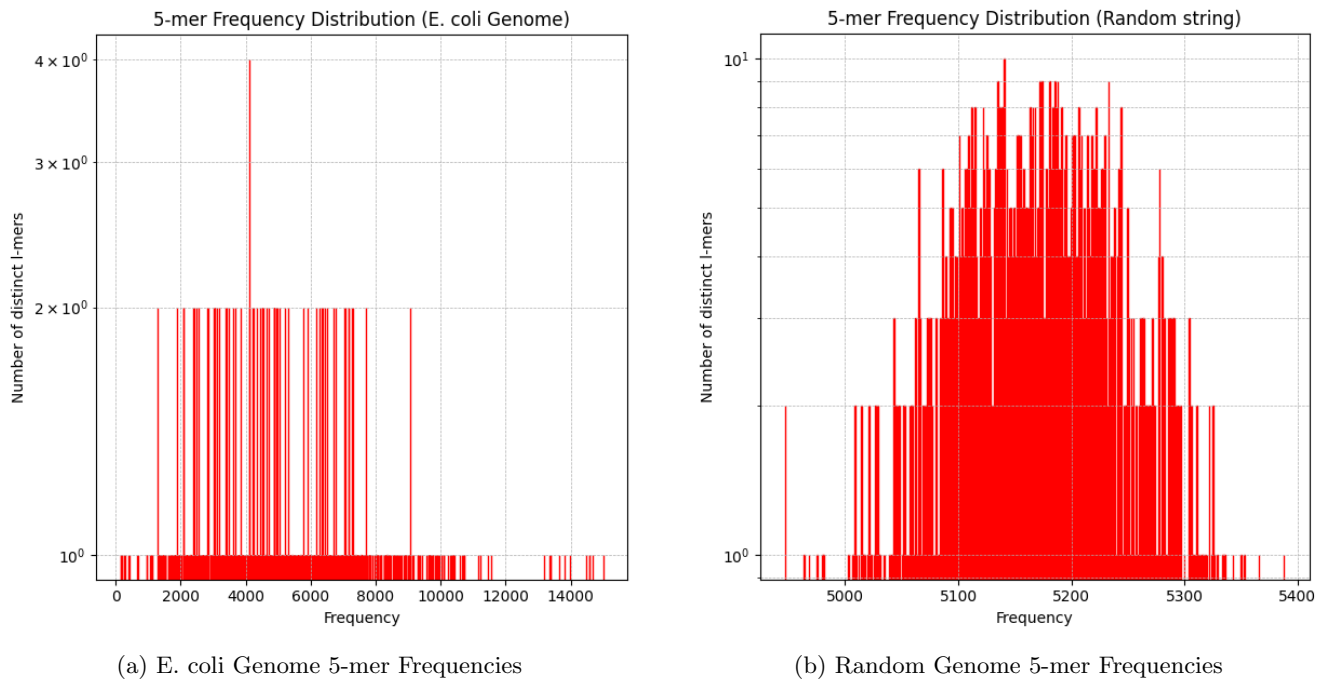 5-mer Frequency Distribution (E. coli Genome)
4 × 10⁰
3 × 10⁰
2 × 10⁰
10⁰
Number of distinct l-mers
0 2000 4000 6000 8000 10000 12000 14000
Frequency
(a) E. coli Genome 5-mer Frequencies
5-mer Frequency Distribution (Random string)
10¹
10⁰
Number of distinct l-mers
5000 5100 5200 5300 5400
Frequency
(b) Random Genome 5-mer Frequencies